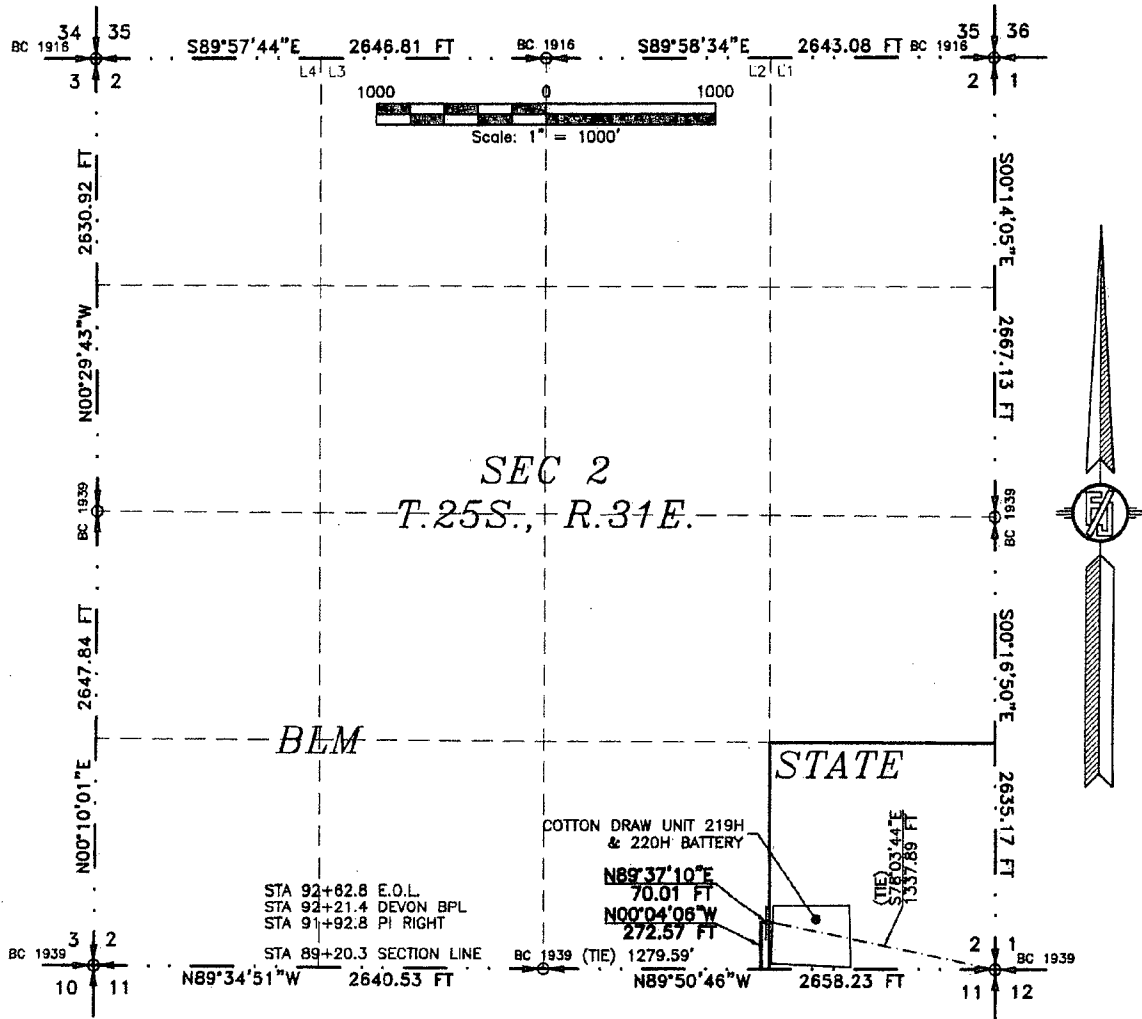 34 35
BC 1916
3 2
S89°57'44"E 2646.81 FT
BC 1916
S89°58'34"E 2643.08 FT
BC 1916
35 36
2 1
L4 L3
L2 L1
1000 0 1000
Scale: 1" = 1000'
N00°29'43"W 2630.92 FT
S00°14'05"E 2667.13 FT
SEC 2
T.25S., R.31E.
BC 1939
BC 1939
N00°10'01"E 2647.84 FT
S00°16'50"E 2635.17 FT
BLM
STATE
COTTON DRAW UNIT 219H
& 220H BATTERY
N89°37'10"E
70.01 FT
N00°04'06"W
272.57 FT
(TIE)
S78°03'44"E
1337.89 FT
STA 92+62.8 E.O.L.
STA 92+21.4 DEVON BPL
STA 91+92.8 PI RIGHT
STA 89+20.3 SECTION LINE
3 2
BC 1939
10 11
N89°34'51"W 2640.53 FT
BC 1939 (TIE) 1279.59'
N89°50'46"W 2658.23 FT
2 1
BC 1939
11 12